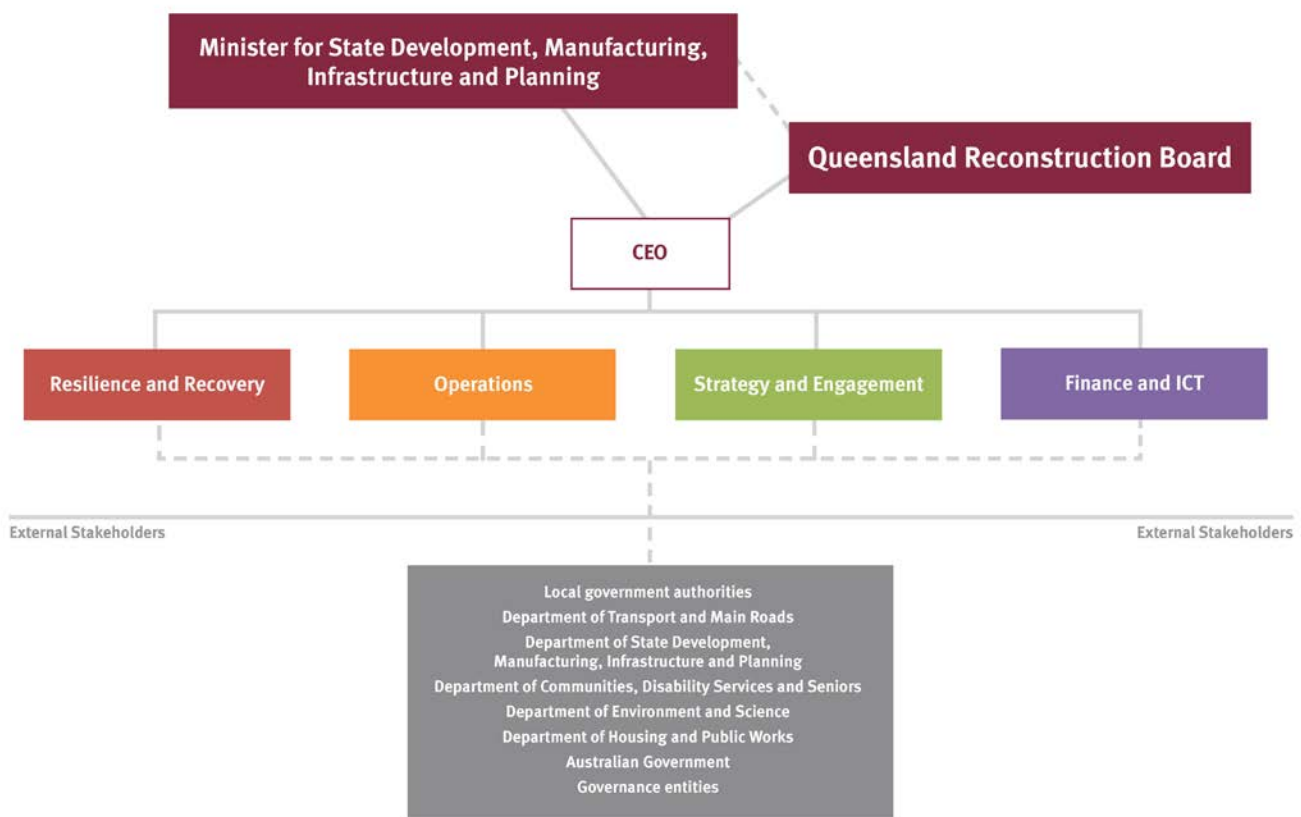 Minister for State Development, Manufacturing,
Infrastructure and Planning
Queensland Reconstruction Board
CEO
Resilience and Recovery
Operations
Strategy and Engagement
Finance and ICT
External Stakeholders
External Stakeholders
Local government authorities
Department of Transport and Main Roads
Department of State Development,
Manufacturing, Infrastructure and Planning
Department of Communities, Disability Services and Seniors
Department of Environment and Science
Department of Housing and Public Works
Australian Government
Governance entities